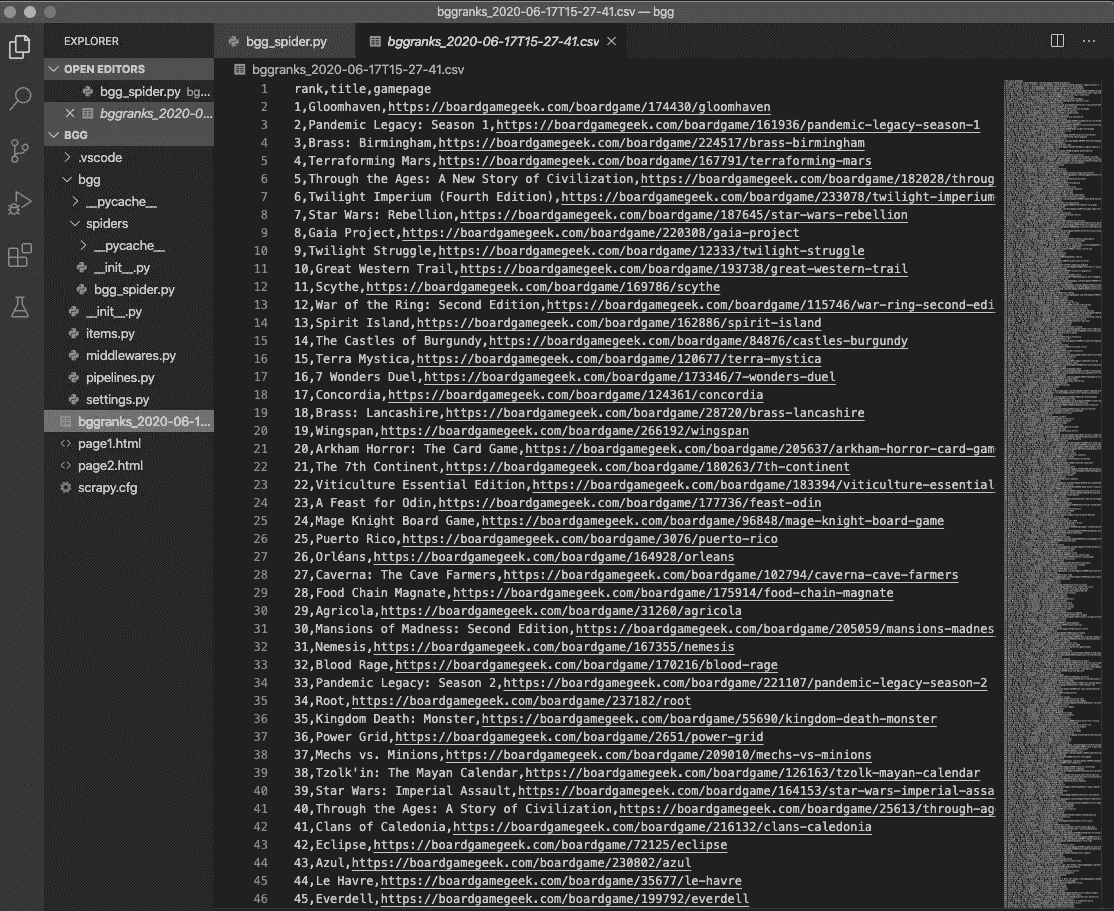 bggranks_2020-06-17T15-27-41.csv — bgg
EXPLORER
OPEN EDITORS
bgg_spider.py bg...
bggranks_2020-0...
BGG
.vscode
bgg
__pycache__
spiders
__pycache__
__init__.py
bgg_spider.py
__init__.py
items.py
middlewares.py
pipelines.py
settings.py
bggranks_2020-06-1...
page1.html
page2.html
scrapy.cfg
bgg_spider.py
bggranks_2020-06-17T15-27-41.csv
bggranks_2020-06-17T15-27-41.csv
1 rank,title,gamepage
2 1,Gloomhaven,https://boardgamegeek.com/boardgame/174430/gloomhaven
3 2,Pandemic Legacy: Season 1,https://boardgamegeek.com/boardgame/161936/pandemic-legacy-season-1
4 3,Brass: Birmingham,https://boardgamegeek.com/boardgame/224517/brass-birmingham
5 4,Terraforming Mars,https://boardgamegeek.com/boardgame/167791/terraforming-mars
6 5,Through the Ages: A New Story of Civilization,https://boardgamegeek.com/boardgame/182028/throug
7 6,Twilight Imperium (Fourth Edition),https://boardgamegeek.com/boardgame/233078/twilight-imperium
8 7,Star Wars: Rebellion,https://boardgamegeek.com/boardgame/187645/star-wars-rebellion
9 8,Gaia Project,https://boardgamegeek.com/boardgame/220308/gaia-project
10 9,Twilight Struggle,https://boardgamegeek.com/boardgame/12333/twilight-struggle
11 10,Great Western Trail,https://boardgamegeek.com/boardgame/193738/great-western-trail
12 11,Scythe,https://boardgamegeek.com/boardgame/169786/scythe
13 12,War of the Ring: Second Edition,https://boardgamegeek.com/boardgame/115746/war-ring-second-edi
14 13,Spirit Island,https://boardgamegeek.com/boardgame/162886/spirit-island
15 14,The Castles of Burgundy,https://boardgamegeek.com/boardgame/84876/castles-burgundy
16 15,Terra Mystica,https://boardgamegeek.com/boardgame/120677/terra-mystica
17 16,7 Wonders Duel,https://boardgamegeek.com/boardgame/173346/7-wonders-duel
18 17,Concordia,https://boardgamegeek.com/boardgame/124361/concordia
19 18,Brass: Lancashire,https://boardgamegeek.com/boardgame/28720/brass-lancashire
20 19,Wingspan,https://boardgamegeek.com/boardgame/266192/wingspan
21 20,Arkham Horror: The Card Game,https://boardgamegeek.com/boardgame/205637/arkham-horror-card-gam
22 21,The 7th Continent,https://boardgamegeek.com/boardgame/180263/7th-continent
23 22,Viticulture Essential Edition,https://boardgamegeek.com/boardgame/183394/viticulture-essential
24 23,A Feast for Odin,https://boardgamegeek.com/boardgame/177736/feast-odin
25 24,Mage Knight Board Game,https://boardgamegeek.com/boardgame/96848/mage-knight-board-game
26 25,Puerto Rico,https://boardgamegeek.com/boardgame/3076/puerto-rico
27 26,Orléans,https://boardgamegeek.com/boardgame/164928/orleans
28 27,Caverna: The Cave Farmers,https://boardgamegeek.com/boardgame/102794/caverna-cave-farmers
29 28,Food Chain Magnate,https://boardgamegeek.com/boardgame/175914/food-chain-magnate
30 29,Agricola,https://boardgamegeek.com/boardgame/31260/agricola
31 30,Mansions of Madness: Second Edition,https://boardgamegeek.com/boardgame/205059/mansions-madnes
32 31,Nemesis,https://boardgamegeek.com/boardgame/167355/nemesis
33 32,Blood Rage,https://boardgamegeek.com/boardgame/170216/blood-rage
34 33,Pandemic Legacy: Season 2,https://boardgamegeek.com/boardgame/221107/pandemic-legacy-season-2
35 34,Root,https://boardgamegeek.com/boardgame/237182/root
36 35,Kingdom Death: Monster,https://boardgamegeek.com/boardgame/55690/kingdom-death-monster
37 36,Power Grid,https://boardgamegeek.com/boardgame/2651/power-grid
38 37,Mechs vs. Minions,https://boardgamegeek.com/boardgame/209010/mechs-vs-minions
39 38,Tzolk'in: The Mayan Calendar,https://boardgamegeek.com/boardgame/126163/tzolk-mayan-calendar
40 39,Star Wars: Imperial Assault,https://boardgamegeek.com/boardgame/164153/star-wars-imperial-assa
41 40,Through the Ages: A Story of Civilization,https://boardgamegeek.com/boardgame/25613/through-ag
42 41,Clans of Caledonia,https://boardgamegeek.com/boardgame/216132/clans-caledonia
43 42,Eclipse,https://boardgamegeek.com/boardgame/72125/eclipse
44 43,Azul,https://boardgamegeek.com/boardgame/230802/azul
45 44,Le Havre,https://boardgamegeek.com/boardgame/35677/le-havre
46 45,Everdell,https://boardgamegeek.com/boardgame/199792/everdell